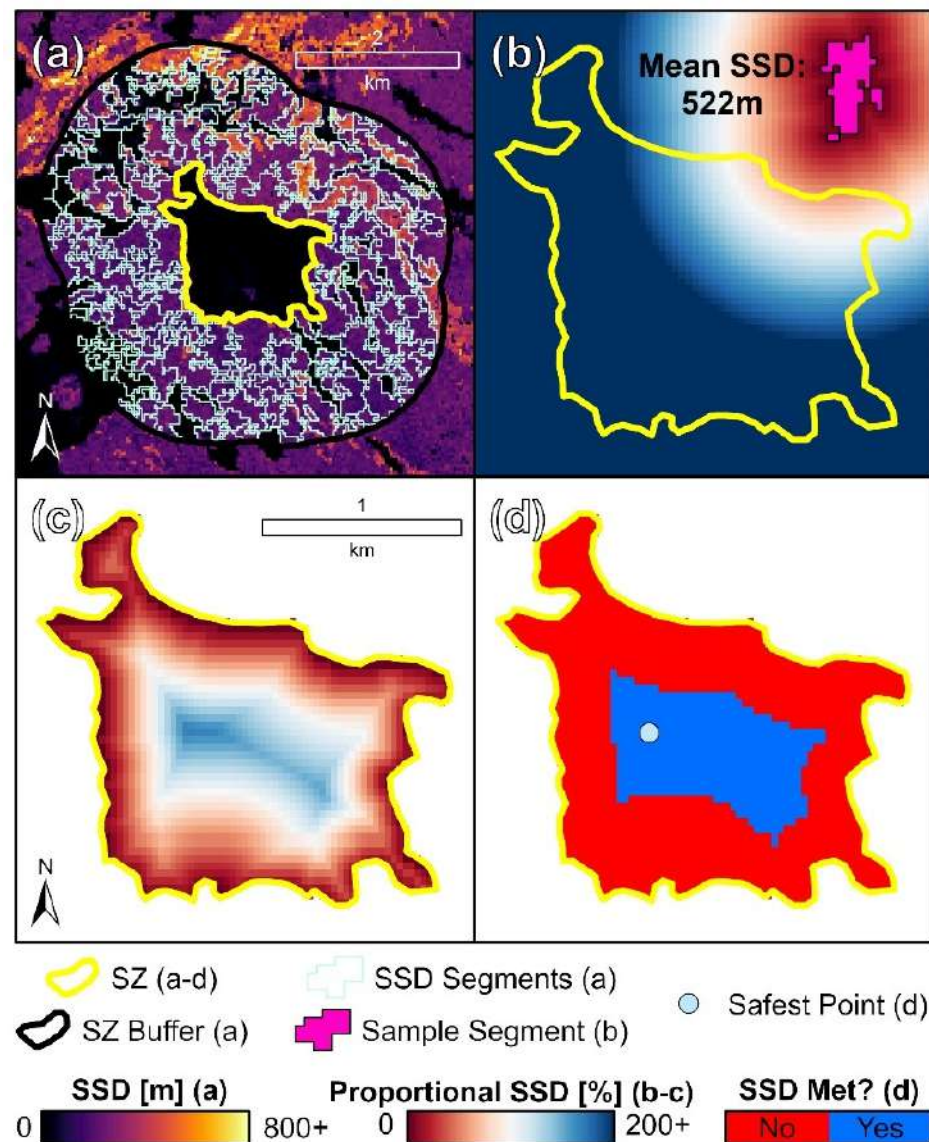 (a)
2
km
N
(b)
Mean SSD:
522m
(c)
1
km
N
(d)
SZ (a-d)
SSD Segments (a)
Safest Point (d)
SZ Buffer (a)
Sample Segment (b)
SSD [m] (a)
Proportional SSD [%] (b-c)
SSD Met? (d)
0
800+
0
200+
No
Yes